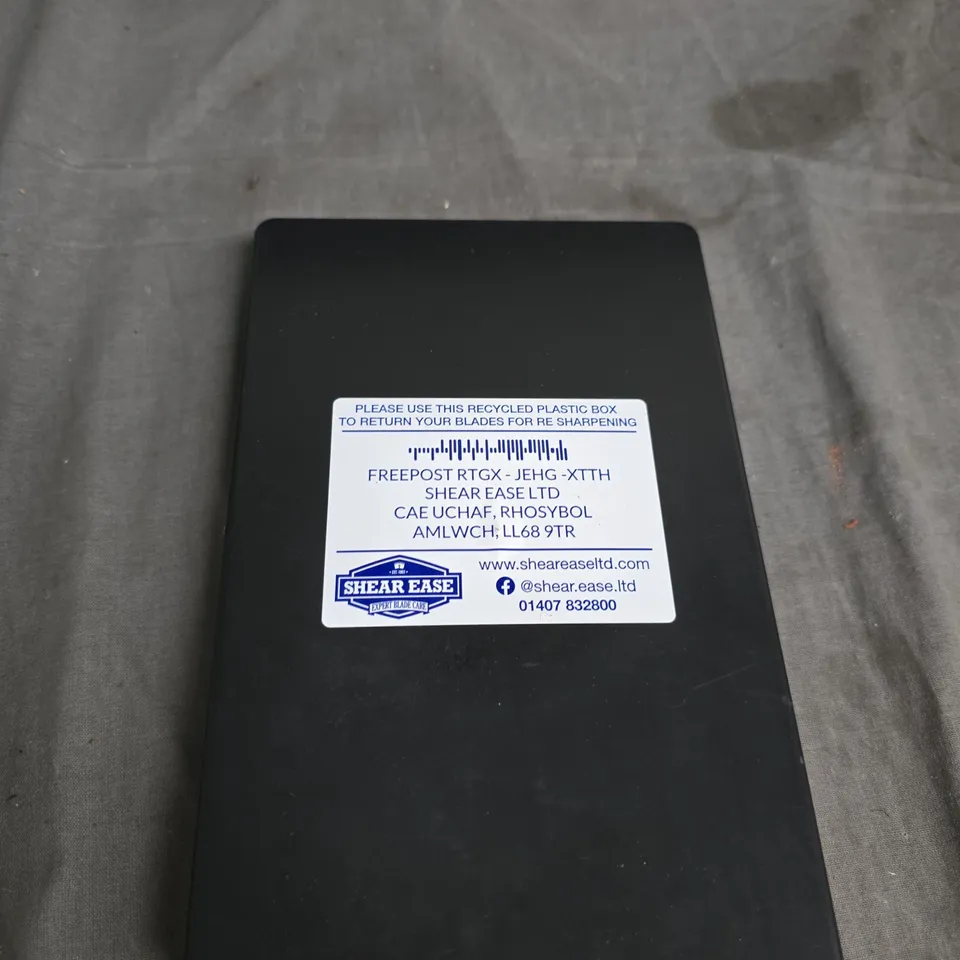 PLEASE USE THIS RECYCLED PLASTIC BOX
TO RETURN YOUR BLADES FOR RE SHARPENING
FREEPOST RTGX - JEHG -XTTH
SHEAR EASE LTD
CAE UCHAF, RHOSYBOL
AMLWCH, LL68 9TR
www.sheareaseltd.com
@shear.ease.ltd
01407 832800
SHEAR EASE
EXPERT BLADE CARE